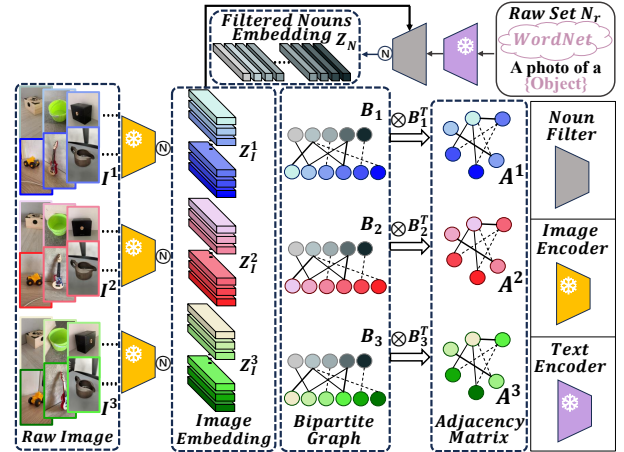 Filtered Nouns
Embedding Z_N
N
Raw Set N_r
WordNet
A photo of a
{Object}
I^1
N
Z_I^1
B_1
⊗B_1^T
A^1
Noun
Filter
I^2
N
Z_I^2
B_2
⊗B_2^T
A^2
Image
Encoder
I^3
N
Z_I^3
B_3
⊗B_3^T
A^3
Text
Encoder
Raw Image
Image
Embedding
Bipartite
Graph
Adjacency
Matrix